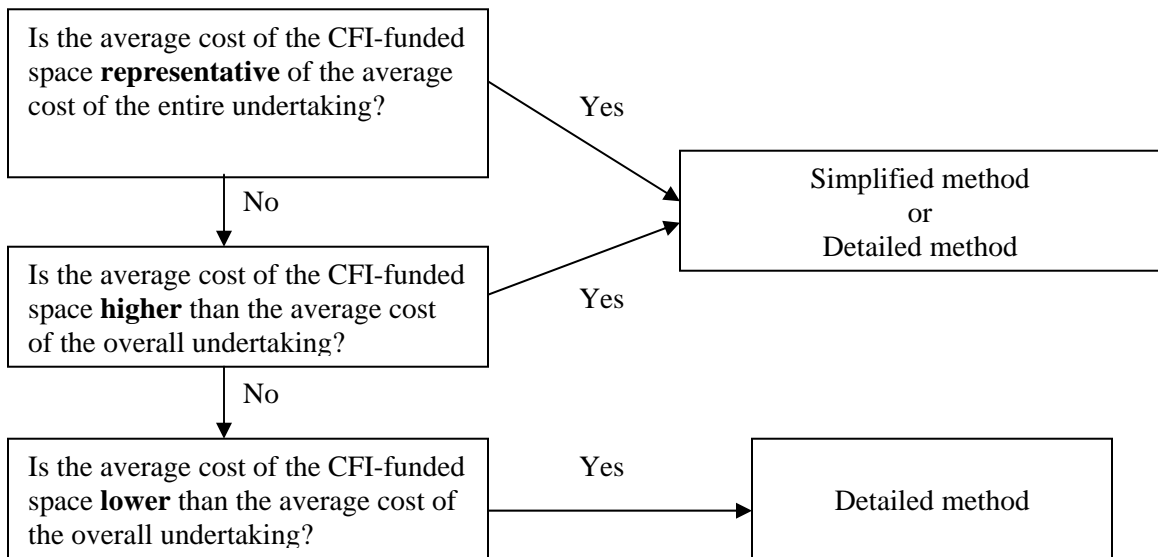 Is the average cost of the CFI-funded
space representative of the average
cost of the entire undertaking?
Yes
Simplified method
or
Detailed method
No
Is the average cost of the CFI-funded
space higher than the average cost
of the overall undertaking?
Yes
No
Is the average cost of the CFI-funded
space lower than the average cost of
the overall undertaking?
Yes
Detailed method